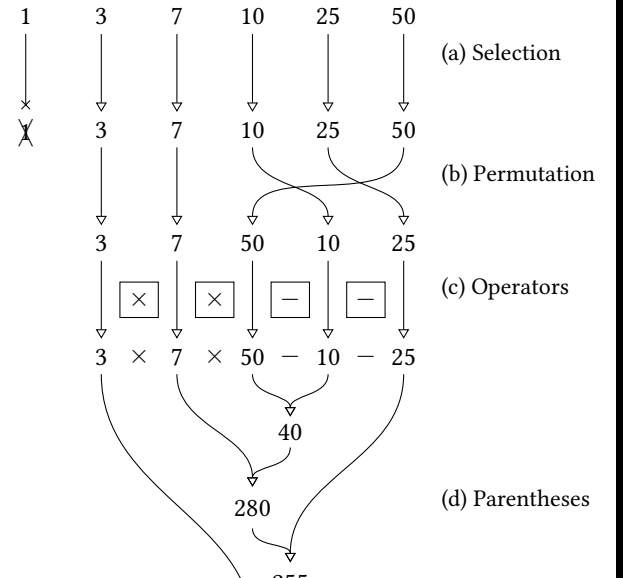 1 3 7 10 25 50
(a) Selection
1 3 7 10 25 50
(b) Permutation
3 7 50 10 25
× × − −
(c) Operators
3 × 7 × 50 − 10 − 25
40
280
(d) Parentheses